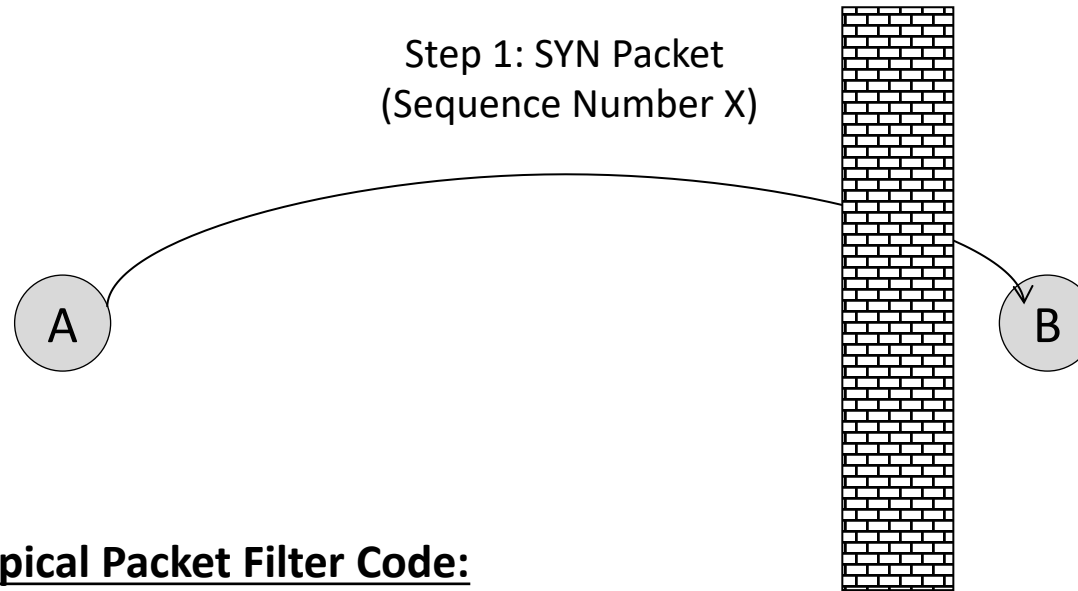 Step 1: SYN Packet
(Sequence Number X)
A
B
pical Packet Filter Code: